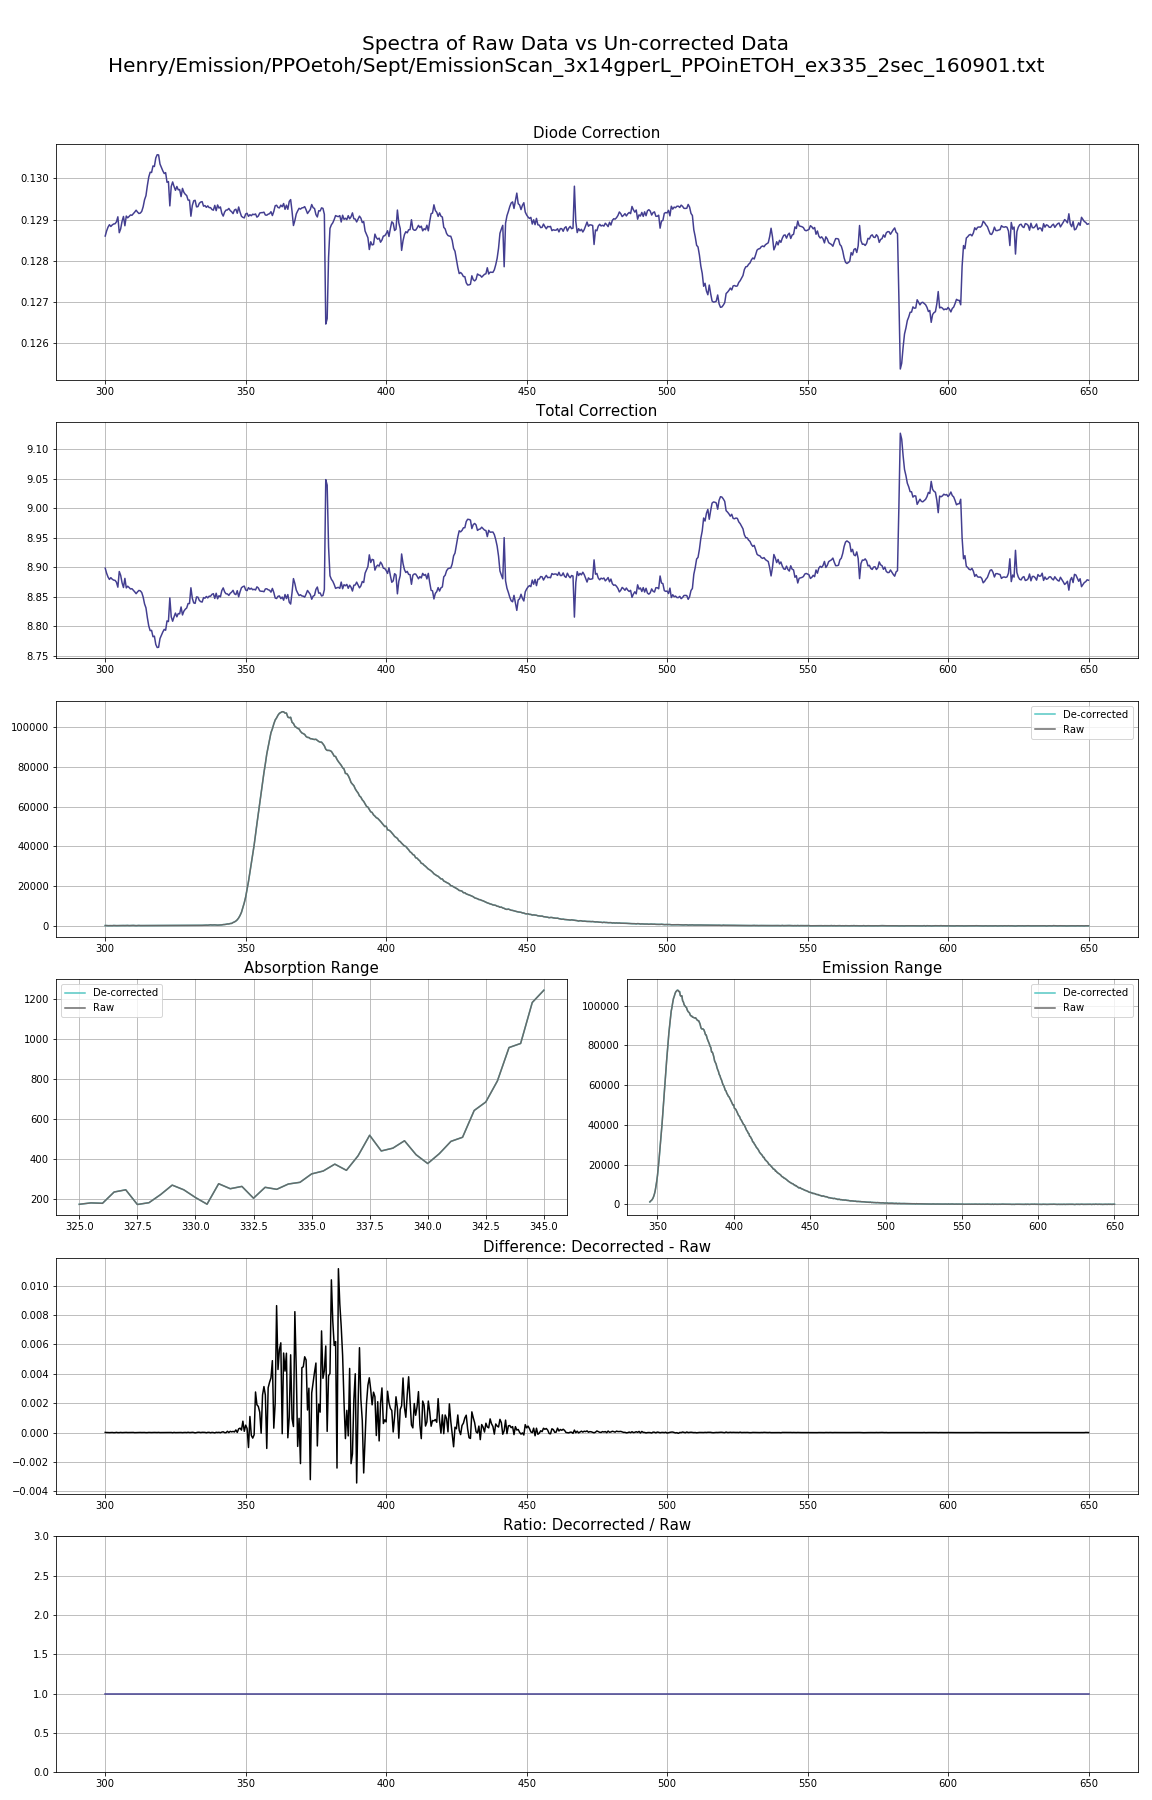 Spectra of Raw Data vs Un-corrected Data
Henry/Emission/PPOetoh/Sept/EmissionScan_3x14gperL_PPOinETOH_ex335_2sec_160901.txt
Diode Correction
0.130
0.129
0.128
0.127
0.126
300 350 400 450 500 550 600 650
Total Correction
9.10
9.05
9.00
8.95
8.90
8.85
8.80
8.75
300 350 400 450 500 550 600 650
De-corrected
Raw
100000
80000
60000
40000
20000
0
300 350 400 450 500 550 600 650
Absorption Range
De-corrected
Raw
1200
1000
800
600
400
200
325.0 327.5 330.0 332.5 335.0 337.5 340.0 342.5 345.0
Emission Range
De-corrected
Raw
100000
80000
60000
40000
20000
0
350 400 450 500 550 600 650
Difference: Decorrected - Raw
0.010
0.008
0.006
0.004
0.002
0.000
−0.002
−0.004
300 350 400 450 500 550 600 650
Ratio: Decorrected / Raw
3.0
2.5
2.0
1.5
1.0
0.5
0.0
300 350 400 450 500 550 600 650